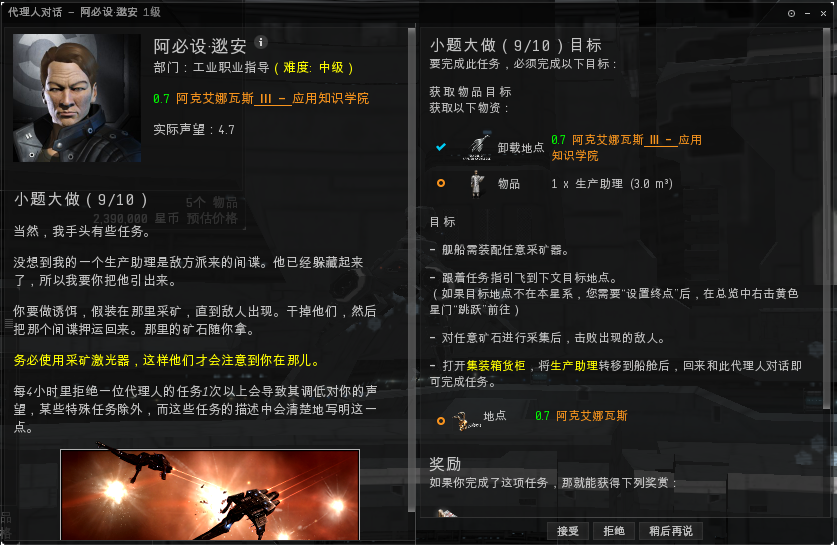 代理人对话 - 阿必设·逖安 1级
阿必设·逖安
部门：工业职业指导（难度: 中级）
0.7 阿克艾娜瓦斯 III - 应用知识学院
实际声望：4.7
小题大做（9/10）
5个 物品
2,390,000 星币 预估价格
当然，我手头有些任务。
没想到我的一个生产助理是敌方派来的间谍。他已经躲藏起来
了，所以我要你把他引出来。
你要做诱饵，假装在那里采矿，直到敌人出现。干掉他们，然后
把那个间谍押运回来。那里的矿石随你拿。
务必使用采矿激光器，这样他们才会注意到你在那儿。
每4小时里拒绝一位代理人的任务1次以上会导致其调低对你的声
望，某些特殊任务除外，而这些任务的描述中会清楚地写明这一
点。
小题大做（9/10）目标
要完成此任务，必须完成以下目标：
获取物品目标
获取以下物资：
卸载地点
0.7 阿克艾娜瓦斯 III - 应用
知识学院
物品
1 x 生产助理 (3.0 m³)
目标
- 舰船需装配任意采矿器。
- 跟着任务指引飞到下文目标地点。
（如果目标地点不在本星系，您需要“设置终点”后，在总览中右击黄色
星门“跳跃”前往）
- 对任意矿石进行采集后，击败出现的敌人。
- 打开集装箱货柜，将生产助理转移到船舱后，回来和此代理人对话即
可完成任务。
地点
0.7 阿克艾娜瓦斯
奖励
如果你完成了这项任务，那就能获得下列奖赏：
接受
拒绝
稍后再说
品
格